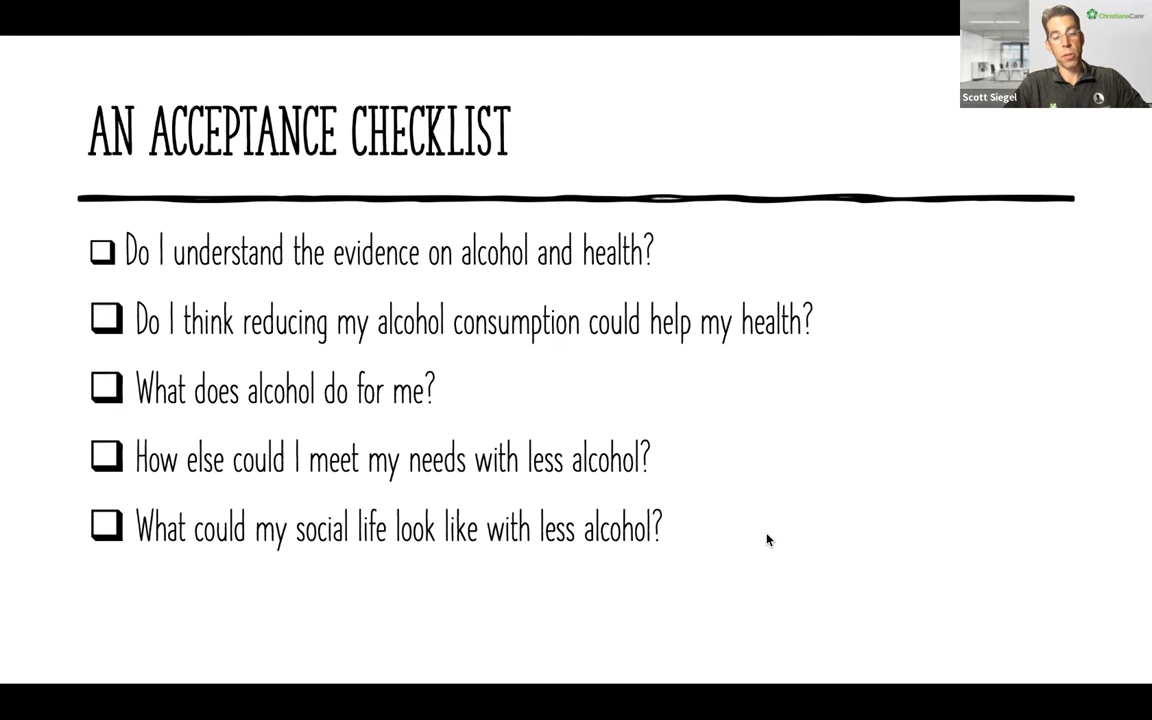 ChristianaCare
Scott Siegel
AN ACCEPTANCE CHECKLIST
Do I understand the evidence on alcohol and health?
Do I think reducing my alcohol consumption could help my health?
What does alcohol do for me?
How else could I meet my needs with less alcohol?
What could my social life look like with less alcohol?